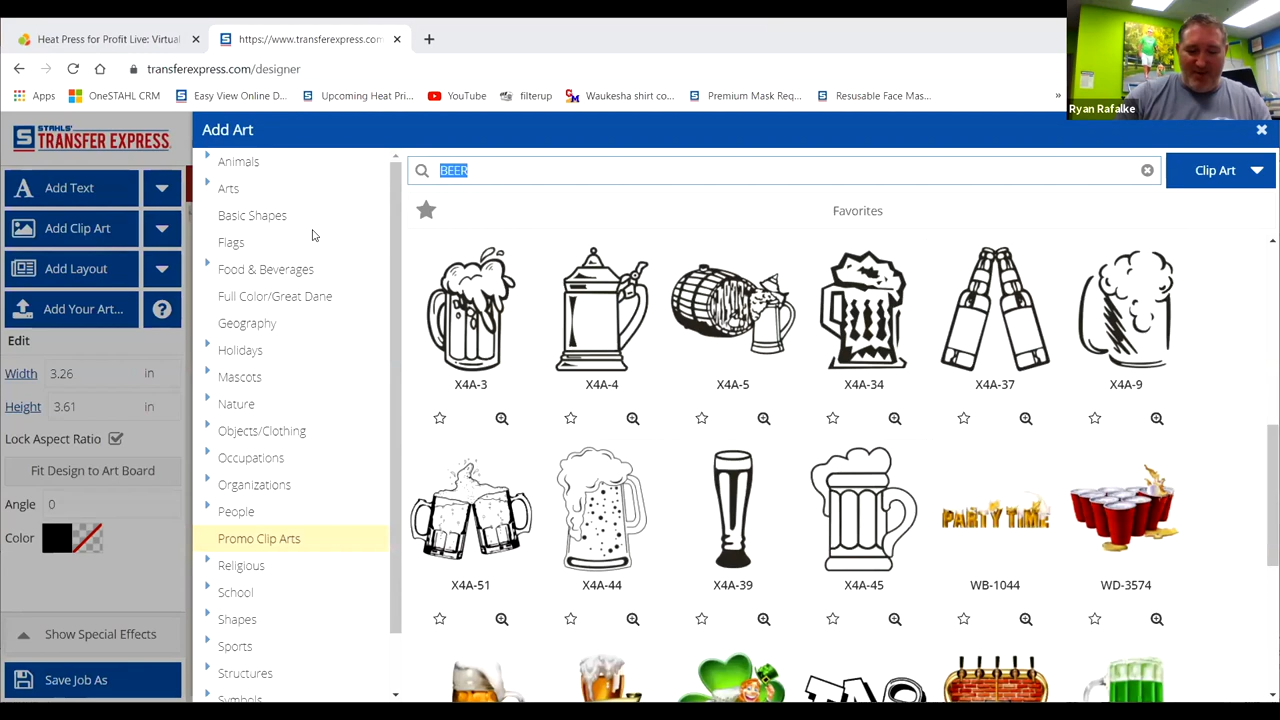 Heat Press for Profit Live: Virtual
https://www.transferexpress.com
transferexpress.com/designer
Apps
OneSTAHL CRM
Easy View Online D...
Upcoming Heat Pri...
YouTube
filterup
Waukesha shirt co...
Premium Mask Req...
Resusable Face Mas...
»
Ryan Rafalke
STAHLS'
TRANSFER EXPRESS
Add Text
Add Clip Art
Add Layout
Add Your Art...
Edit
Width 3.26 in
Height 3.61 in
Lock Aspect Ratio
Fit Design to Art Board
Angle 0
Color
Show Special Effects
Save Job As
Add Art
Animals
Arts
Basic Shapes
Flags
Food & Beverages
Full Color/Great Dane
Geography
Holidays
Mascots
Nature
Objects/Clothing
Occupations
Organizations
People
Promo Clip Arts
Religious
School
Shapes
Sports
Structures
Symbols
BEER
Clip Art
Favorites
X4A-3 X4A-4 X4A-5 X4A-34 X4A-37 X4A-9
PARTY TIME
X4A-51 X4A-44 X4A-39 X4A-45 WB-1044 WD-3574